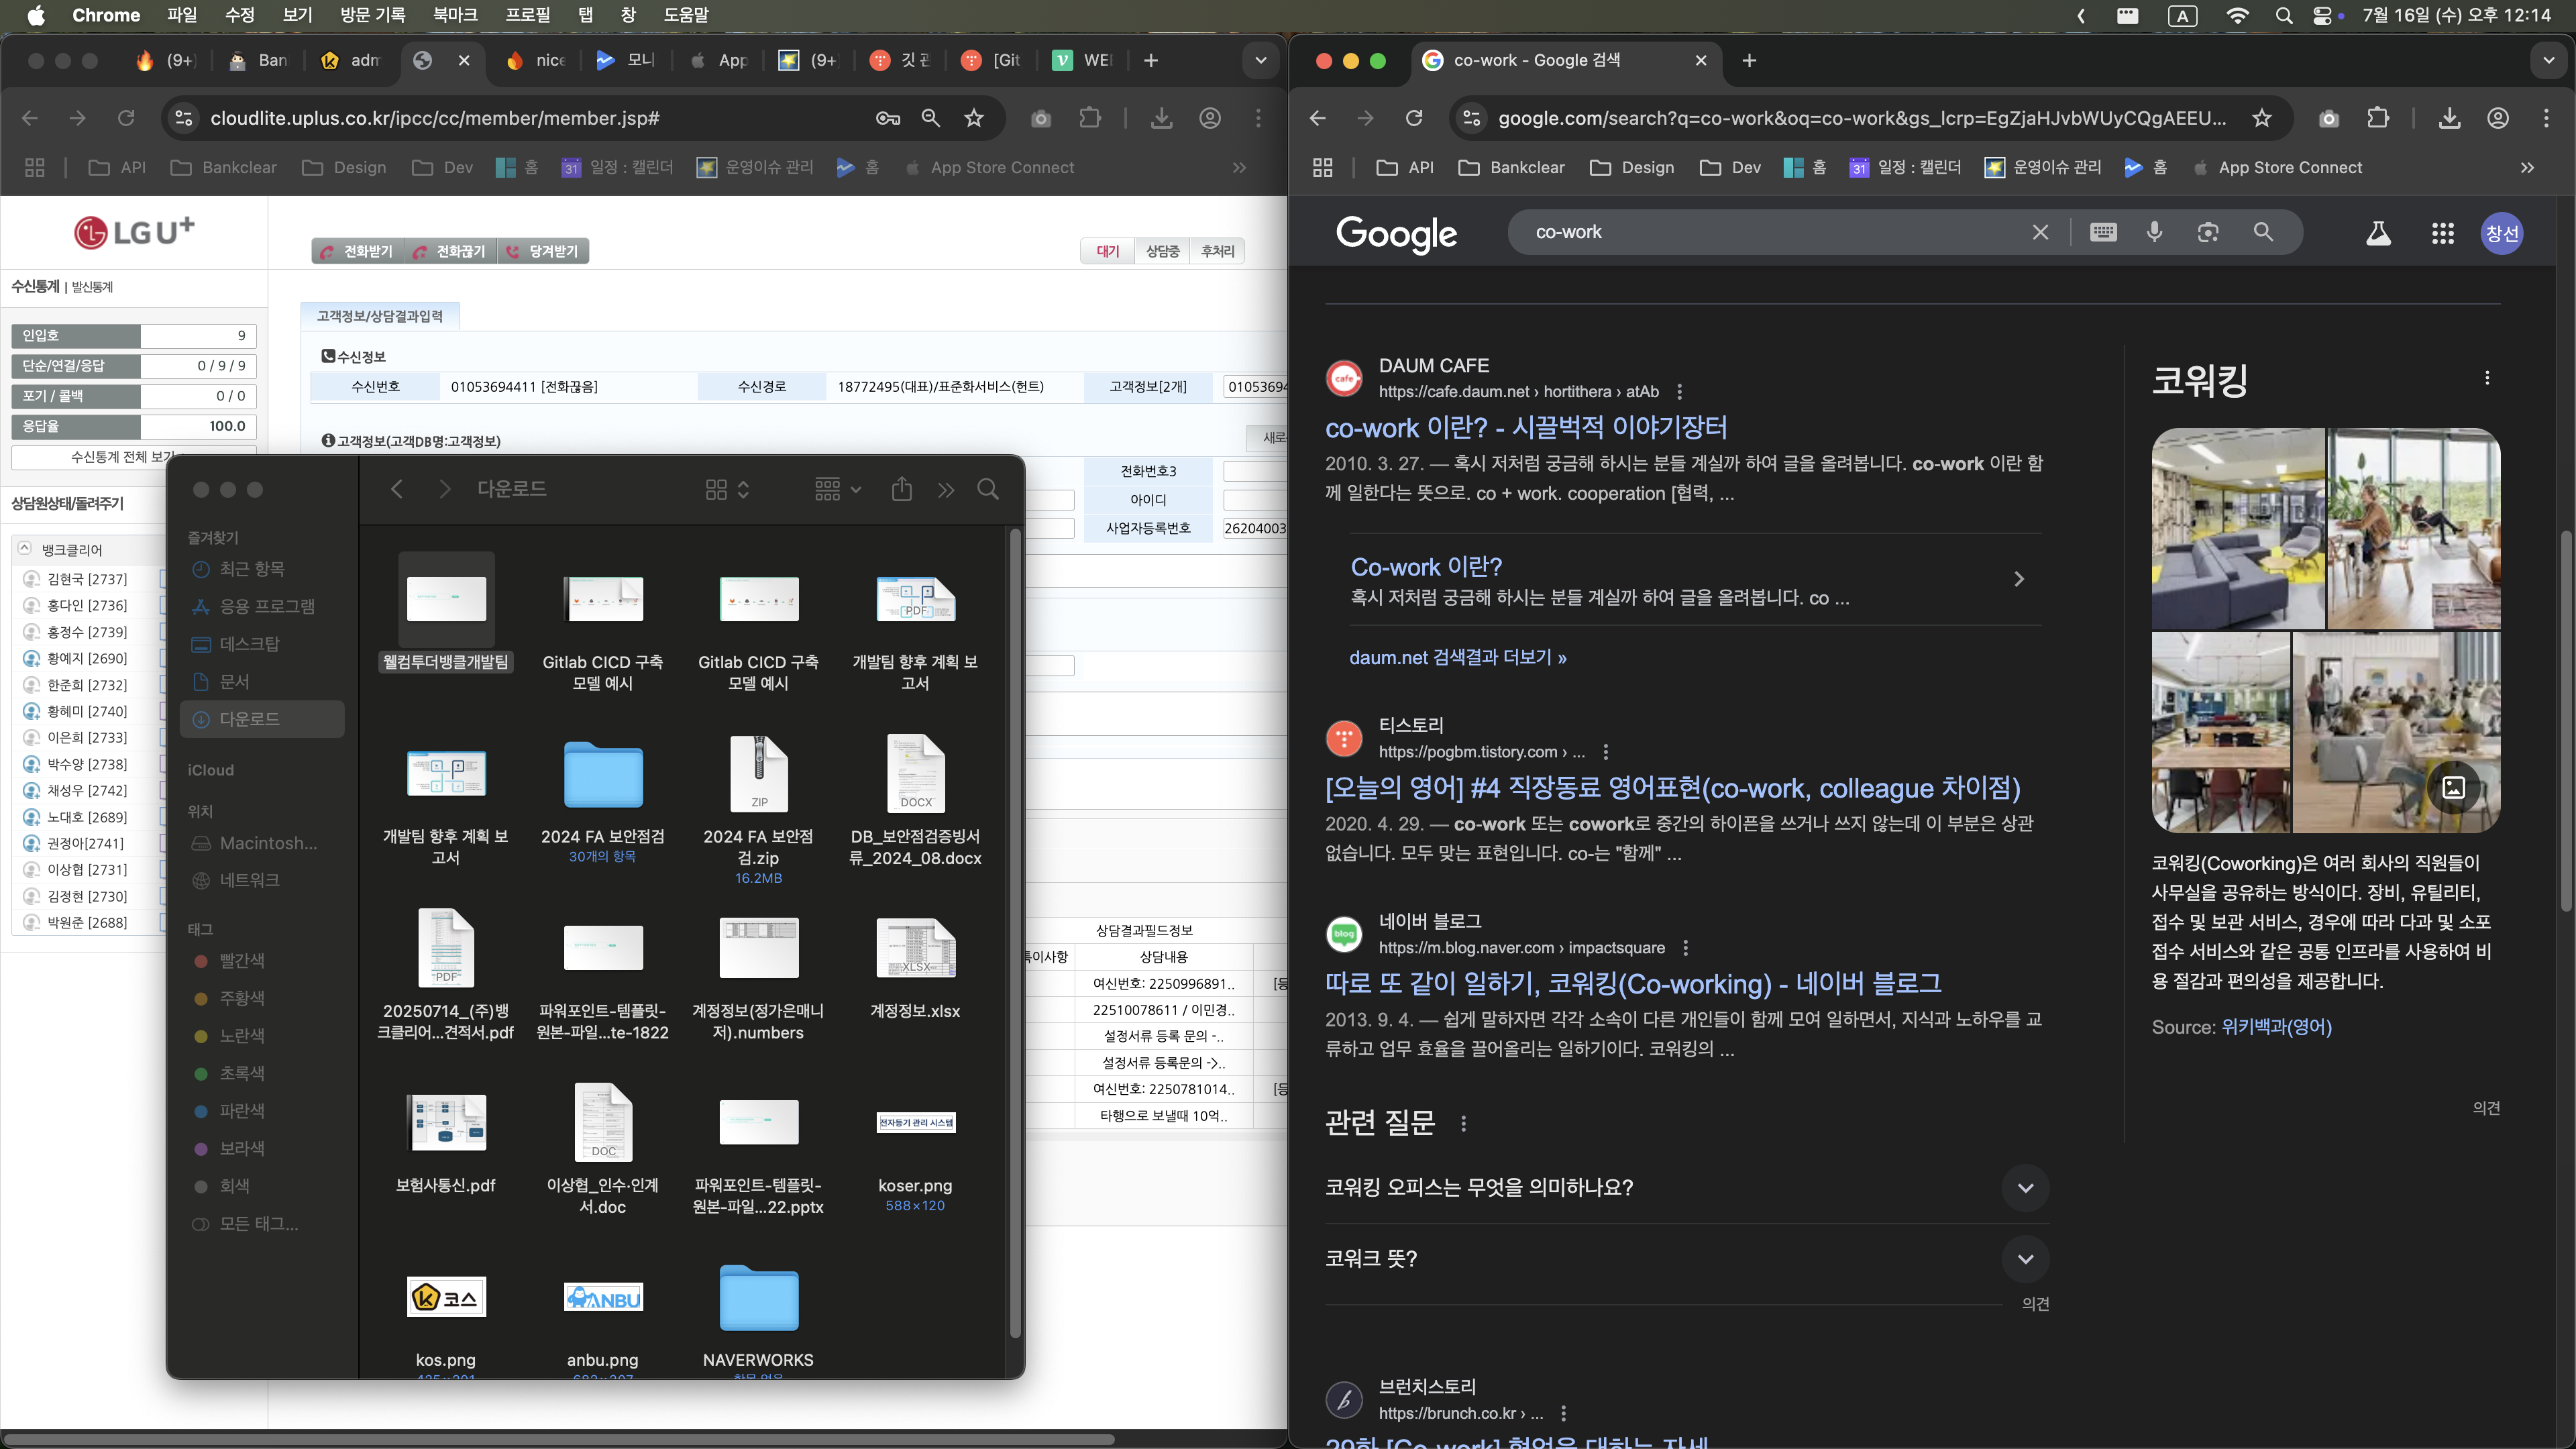 Chrome 파일 수정 보기 방문 기록 북마크 프로필 탭 창 도움말
A 7월 16일 (수) 오후 12:14
(9+) Ban adm nice 모니 App (9+ 깃 관 [Git WE
cloudlite.uplus.co.kr/ipcc/cc/member/member.jsp#
API Bankclear Design Dev 홈 31 일정 : 캘린더 운영이슈 관리 홈 App Store Connect
LG U+
전화받기 전화끊기 당겨받기
대기 상담중 후처리
수신통계 | 발신통계
인입호 9
단순/연결/응답 0 / 9 / 9
포기 / 콜백 0 / 0
응답율 100.0
수신통계 전체 보기
상담원상태/돌려주기
뱅크클리어
김현국 [2737]
홍다인 [2736]
홍정수 [2739]
황예지 [2690]
한준희 [2732]
황혜미 [2740]
이은희 [2733]
박수양 [2738]
채성우 [2742]
노대호 [2689]
권정아[2741]
이상협 [2731]
김정현 [2730]
박원준 [2688]
고객정보/상담결과입력
수신정보
수신번호 01053694411 [전화끊음] 수신경로 18772495(대표)/표준화서비스(헌트) 고객정보[2개] 01053694
고객정보(고객DB명:고객정보)
새로
전화번호3
아이디
사업자등록번호 26204003
상담결과필드정보
특이사항 상담내용
여신번호: 2250996891.. [등
22510078611 / 이민경..
설정서류 등록 문의 -..
설정서류 등록문의 ->..
여신번호: 2250781014.. [등
타행으로 보낼때 10억..
다운로드
즐겨찾기
최근 항목
응용 프로그램
데스크탑
문서
다운로드
iCloud
위치
Macintosh...
네트워크
태그
빨간색
주황색
노란색
초록색
파란색
보라색
회색
모든 태그...
웰컴투더뱅클개발팀
Gitlab CICD 구축
모델 예시
Gitlab CICD 구축
모델 예시
PDF
개발팀 향후 계획 보
고서
개발팀 향후 계획 보
고서
2024 FA 보안점검
30개의 항목
ZIP
2024 FA 보안점
검.zip
16.2MB
DOCX
DB_보안점검증빙서
류_2024_08.docx
PDF
20250714_(주)뱅
크클리어...견적서.pdf
파워포인트-템플릿-
원본-파일...te-1822
계정정보(정가은매니
저).numbers
XLSX
계정정보.xlsx
보험사통신.pdf
DOC
이상협_인수·인계
서.doc
파워포인트-템플릿-
원본-파일...22.pptx
전자등기 관리 시스템
koser.png
588×120
코스
kos.png
ANBU
anbu.png
NAVERWORKS
co-work - Google 검색
google.com/search?q=co-work&oq=co-work&gs_lcrp=EgZjaHJvbWUyCQgAEEU...
API Bankclear Design Dev 홈 31 일정 : 캘린더 운영이슈 관리 홈 App Store Connect
Google
co-work
창선
cafe
DAUM CAFE
https://cafe.daum.net › hortithera › atAb
co-work 이란? - 시끌벅적 이야기장터
2010. 3. 27. — 혹시 저처럼 궁금해 하시는 분들 계실까 하여 글을 올려봅니다. co-work 이란 함
께 일한다는 뜻으로. co + work. cooperation [협력, ...
Co-work 이란?
혹시 저처럼 궁금해 하시는 분들 계실까 하여 글을 올려봅니다. co ...
daum.net 검색결과 더보기 »
티스토리
https://pogbm.tistory.com › ...
[오늘의 영어] #4 직장동로 영어표현(co-work, colleague 차이점)
2020. 4. 29. — co-work 또는 cowork로 중간의 하이픈을 쓰거나 쓰지 않는데 이 부분은 상관
없습니다. 모두 맞는 표현입니다. co-는 "함께" ...
blog
네이버 블로그
https://m.blog.naver.com › impactsquare
따로 또 같이 일하기, 코워킹(Co-working) - 네이버 블로그
2013. 9. 4. — 쉽게 말하자면 각각 소속이 다른 개인들이 함께 모여 일하면서, 지식과 노하우를 교
류하고 업무 효율을 끌어올리는 일하기이다. 코워킹의 ...
관련 질문
코워킹 오피스는 무엇을 의미하나요?
코워크 뜻?
의견
브런치스토리
https://brunch.co.kr › ...
29화 [Co-work] 협업을 대하는 자세
코워킹
코워킹(Coworking)은 여러 회사의 직원들이
사무실을 공유하는 방식이다. 장비, 유틸리티,
접수 및 보관 서비스, 경우에 따라 다과 및 소포
접수 서비스와 같은 공통 인프라를 사용하여 비
용 절감과 편의성을 제공합니다.
Source: 위키백과(영어)
의견